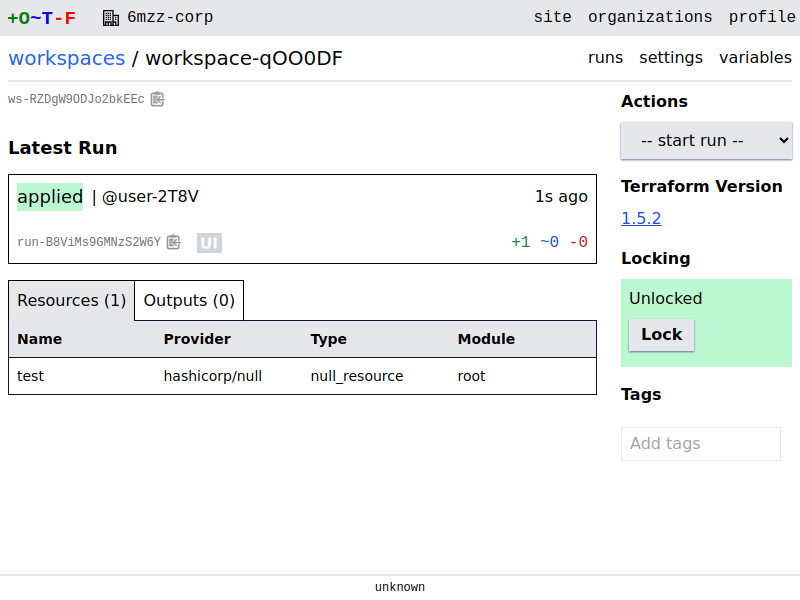 +O~T-F 6mzz-corp site organizations profile
workspaces / workspace-qOO0DF runs settings variables
ws-RZDgW9ODJo2bkEEc
Actions
-- start run --
Latest Run
applied | @user-2T8V 1s ago
run-B8ViMs9GMNzS2W6Y UI +1 ~0 -0
Terraform Version
1.5.2
Locking
Unlocked
Lock
Resources (1) Outputs (0)
Name Provider Type Module
test hashicorp/null null_resource root
Tags
Add tags
unknown